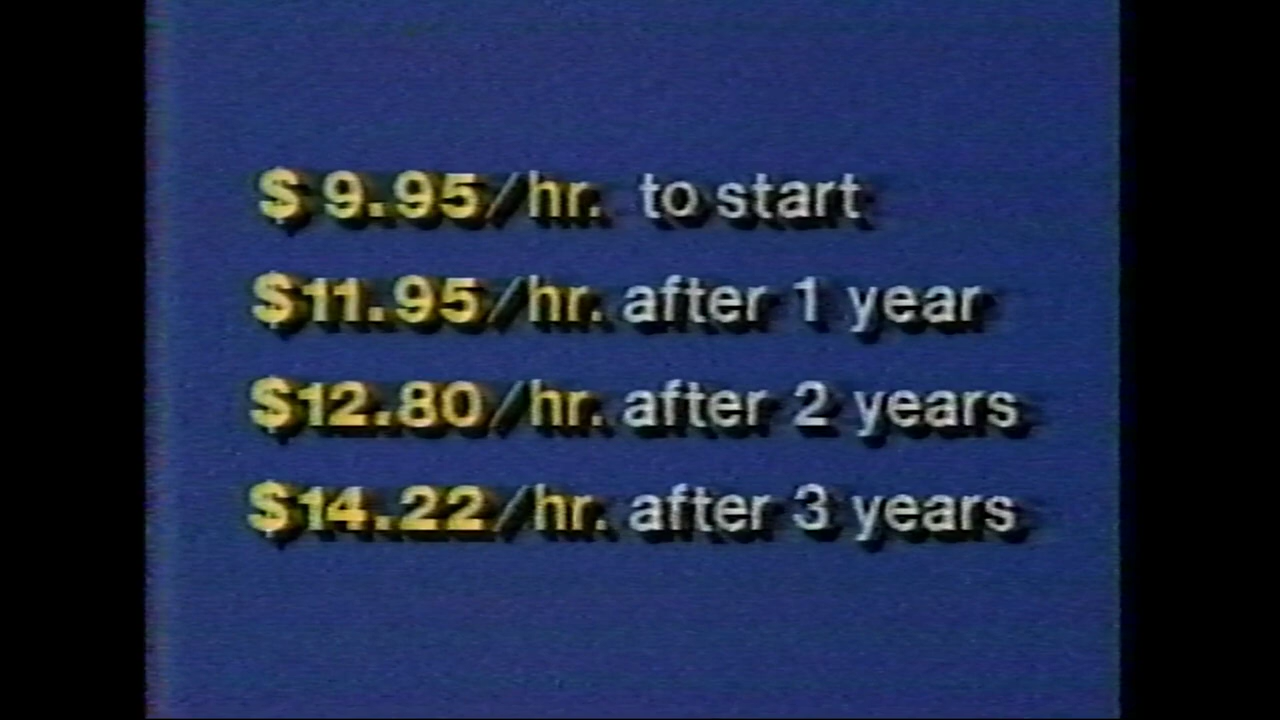 $ 9.95/hr. to start
$11.95/hr. after 1 year
$12.80/hr. after 2 years
$14.22/hr. after 3 years